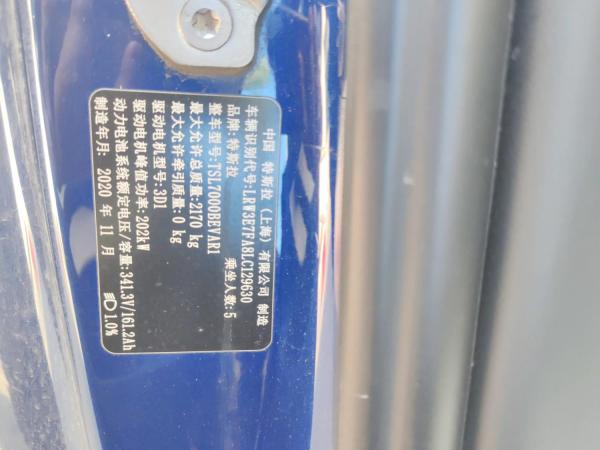 中国 特斯拉 (上海) 有限公司 制造
车辆识别代号:LRW3E7FA8LC129630
品牌:特斯拉 乘坐人数:5
整车型号:TSL7000BEVAR1
最大允许总质量:2170 kg
最大允许牵引质量:0 kg
驱动电机型号:3D1
驱动电机峰值功率:202kW
动力电池系统额定电压/容量:341.3V/161.2Ah
制造年月: 2020 年 11 月 1.0%